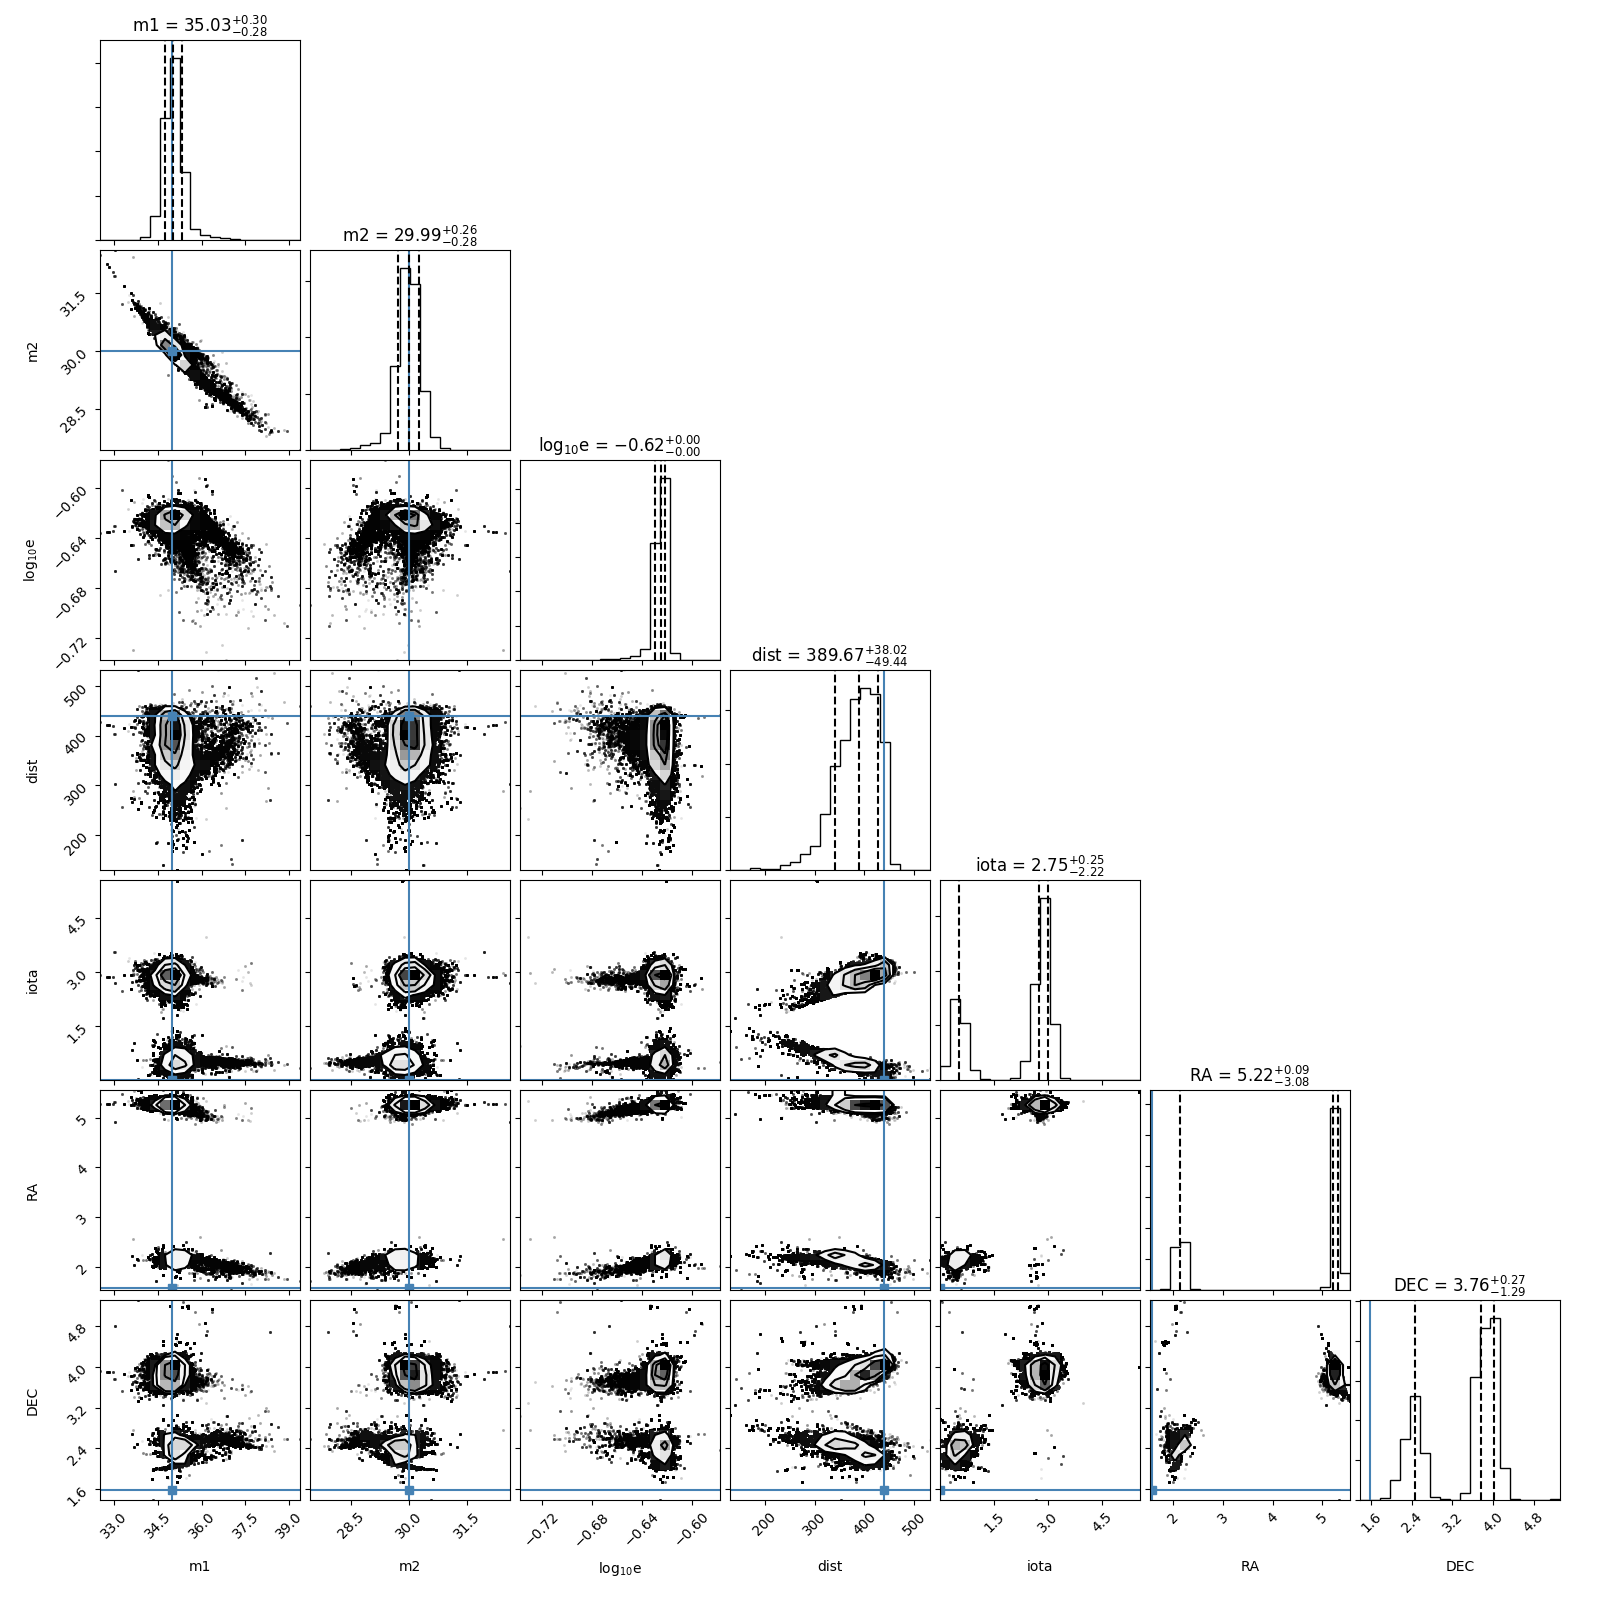 m1 = 35.03+0.30 −0.28
m2 = 29.99+0.26 −0.28
31.5
30.0
28.5
m2
log10e = −0.62+0.00 −0.00
−0.60
−0.64
−0.68
−0.72
log10e
dist = 389.67+38.02 −49.44
500
400
300
200
dist
iota = 2.75+0.25 −2.22
4.5
3.0
1.5
iota
RA = 5.22+0.09 −3.08
5
4
3
2
RA
DEC = 3.76+0.27 −1.29
4.8
4.0
3.2
2.4
1.6
DEC
33.0 34.5 36.0 37.5 39.0
m1
28.5 30.0 31.5
m2
−0.72 −0.68 −0.64 −0.60
log10e
200 300 400 500
dist
1.5 3.0 4.5
iota
2 3 4 5
RA
1.6 2.4 3.2 4.0 4.8
DEC